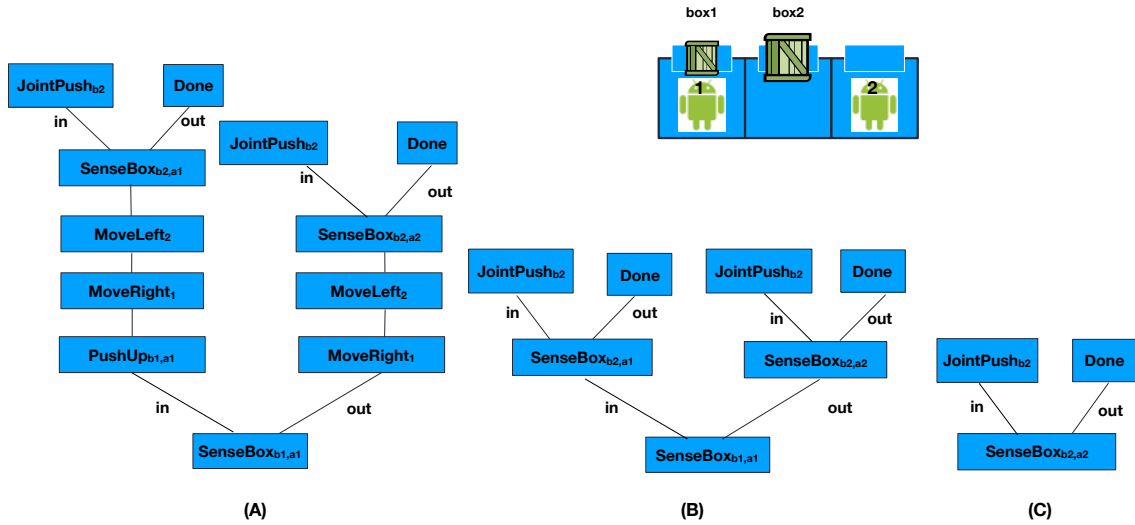 box1
box2
1
2
JointPushb2
Done
in
out
SenseBoxb2,a1
MoveLeft2
MoveRight1
PushUpb1,a1
in
JointPushb2
Done
in
out
SenseBoxb2,a2
MoveLeft2
MoveRight1
out
SenseBoxb1,a1
(A)
JointPushb2
Done
in
out
SenseBoxb2,a1
in
JointPushb2
Done
in
out
SenseBoxb2,a2
out
SenseBoxb1,a1
(B)
JointPushb2
Done
in
out
SenseBoxb2,a2
(C)